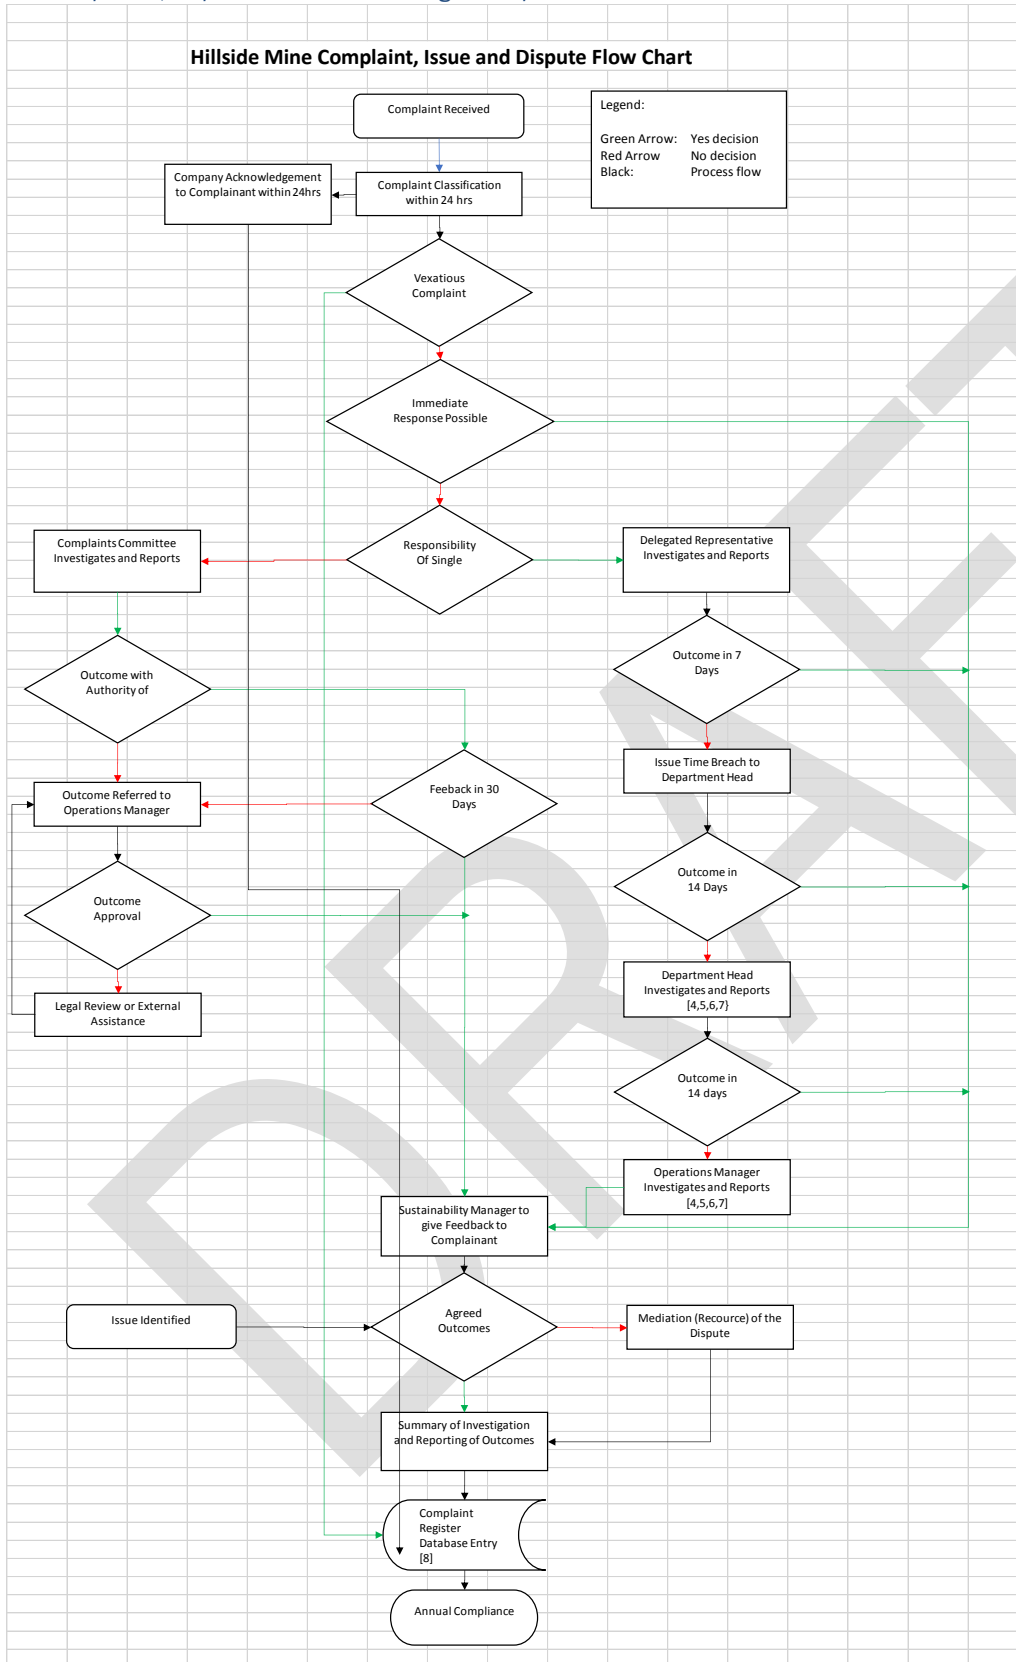 Hillside Mine Complaint, Issue and Dispute Flow Chart
Complaint Received
Legend:
Green Arrow: Yes decision
Red Arrow No decision
Black: Process flow
Company Acknowledgement
to Complainant within 24hrs
Complaint Classification
within 24 hrs
Vexatious
Complaint
Immediate
Response Possible
Complaints Committee
Investigates and Reports
Responsibility
Of Single
Delegated Representative
Investigates and Reports
Outcome with
Authority of
Outcome in 7
Days
Issue Time Breach to
Department Head
Outcome Referred to
Operations Manager
Feeback in 30
Days
Outcome
Approval
Outcome in
14 Days
Legal Review or External
Assistance
Department Head
Investigates and Reports
[4,5,6,7}
Outcome in
14 days
Operations Manager
Investigates and Reports
[4,5,6,7]
Sustainability Manager to
give Feedback to
Complainant
Issue Identified
Agreed
Outcomes
Mediation (Recource) of the
Dispute
Summary of Investigation
and Reporting of Outcomes
Complaint
Register
Database Entry
[8]
Annual Compliance
DRAFT